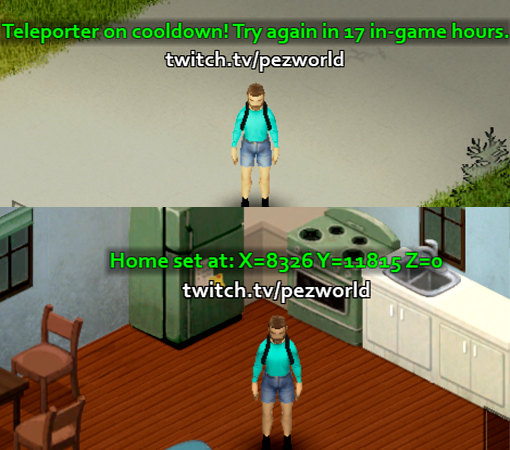 Teleporter on cooldown! Try again in 17 in-game hours.
twitch.tv/pezworld
Home set at: X=8326 Y=11815 Z=0
twitch.tv/pezworld